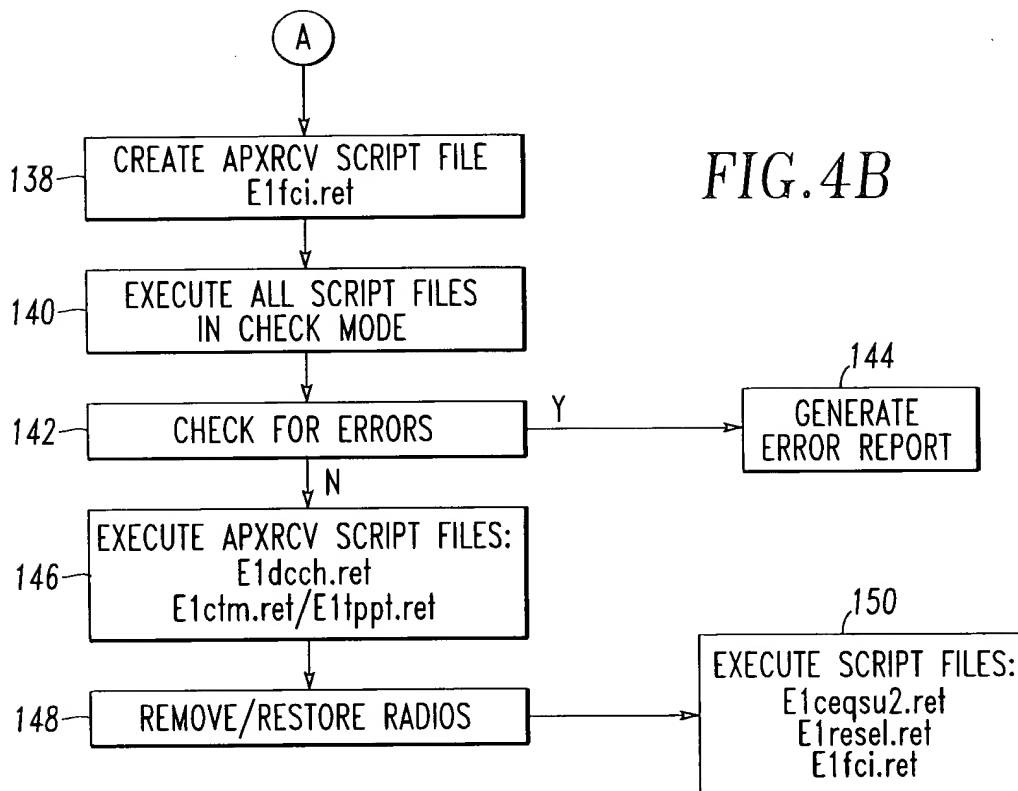 A
FIG.4B
138
CREATE APXRCV SCRIPT FILE
E1fci.ret
140
EXECUTE ALL SCRIPT FILES
IN CHECK MODE
142
CHECK FOR ERRORS
Y
144
GENERATE
ERROR REPORT
N
146
EXECUTE APXRCV SCRIPT FILES:
E1dcch.ret
E1ctm.ret/E1tppt.ret
148
REMOVE/RESTORE RADIOS
150
EXECUTE SCRIPT FILES:
E1ceqsu2.ret
E1resel.ret
E1fci.ret